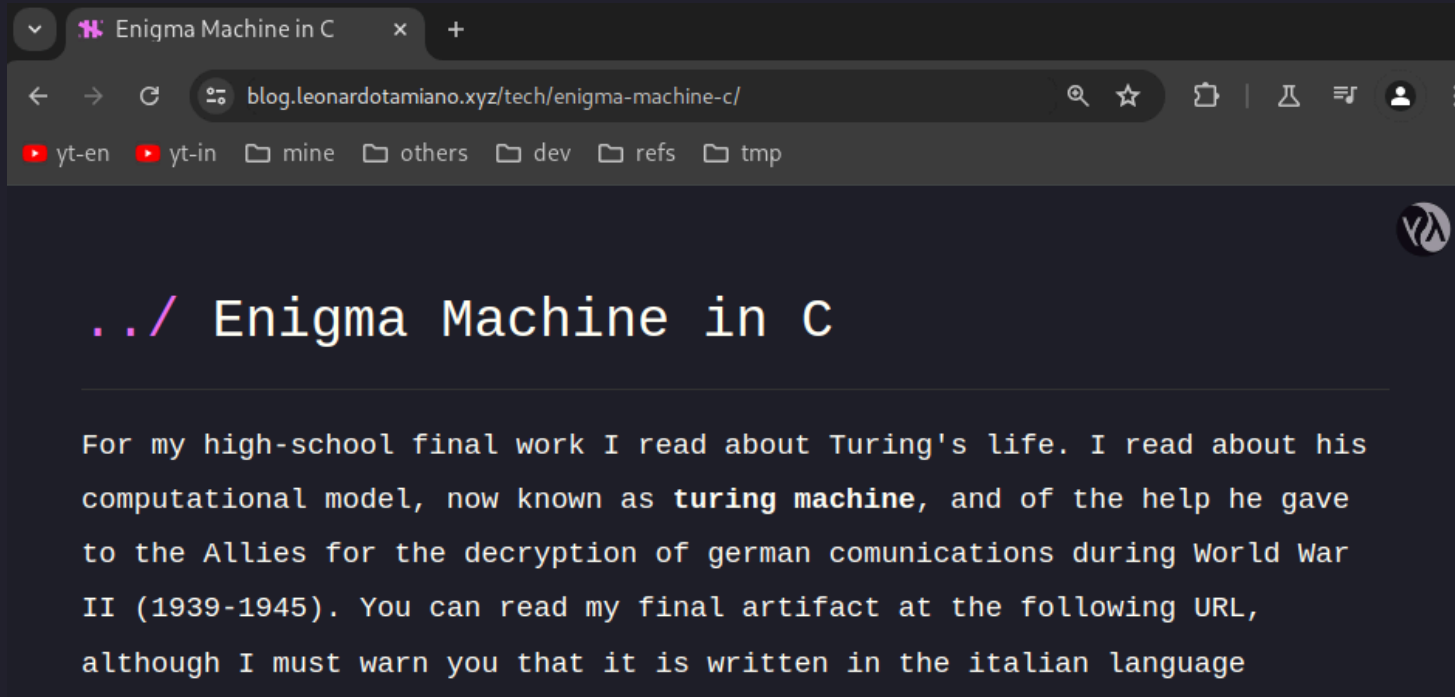 Enigma Machine in C
blog.leonardotamiano.xyz/tech/enigma-machine-c/
yt-en yt-in mine others dev refs tmp
../ Enigma Machine in C
For my high-school final work I read about Turing's life. I read about his
computational model, now known as turing machine, and of the help he gave
to the Allies for the decryption of german comunications during World War
II (1939-1945). You can read my final artifact at the following URL,
although I must warn you that it is written in the italian language